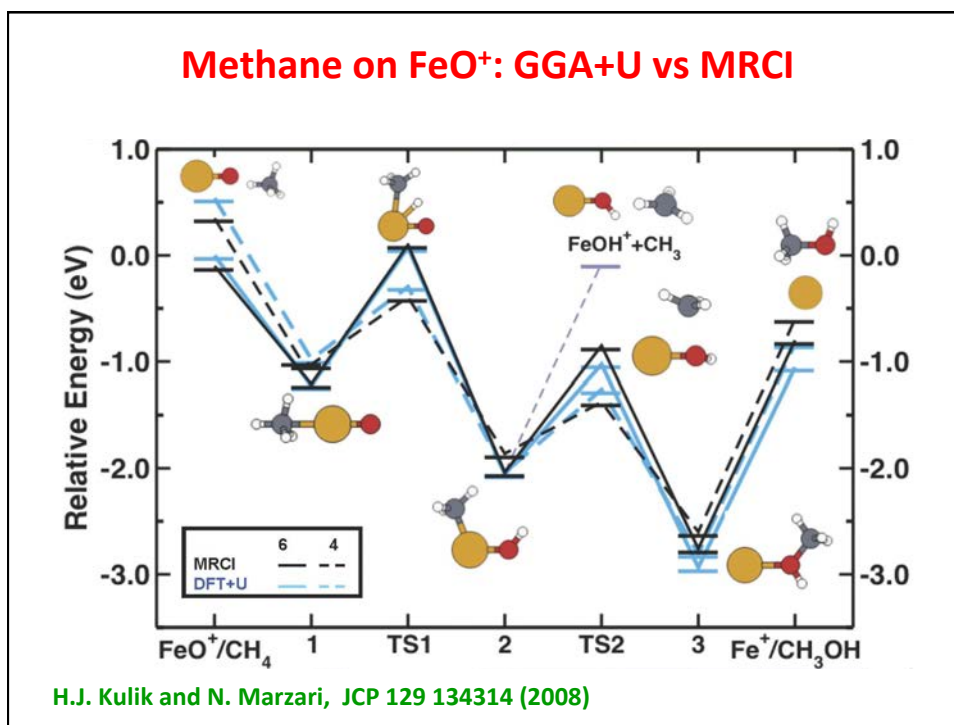 Methane on FeO⁺: GGA+U vs MRCI
1.0 1.0
0.0 0.0
-1.0 -1.0
-2.0 -2.0
-3.0 -3.0
Relative Energy (eV)
FeOH⁺+CH₃
6 4
MRCI
DFT+U
FeO⁺/CH₄ 1 TS1 2 TS2 3 Fe⁺/CH₃OH
H.J. Kulik and N. Marzari, JCP 129 134314 (2008)